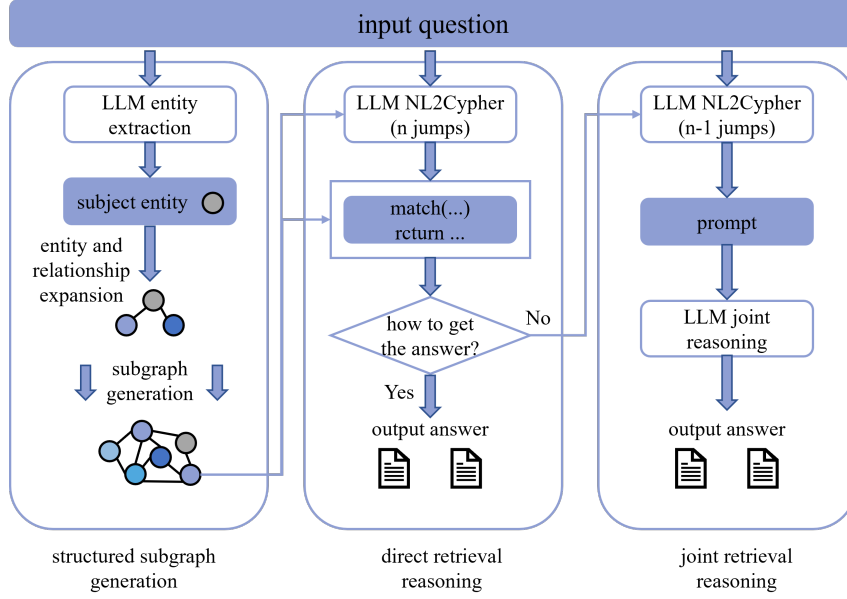 input question
LLM entity
extraction
subject entity
entity and
relationship
expansion
subgraph
generation
structured subgraph
generation
LLM NL2Cypher
(n jumps)
match(...)
rcturn ...
how to get
the answer?
No
Yes
output answer
direct retrieval
reasoning
LLM NL2Cypher
(n-1 jumps)
prompt
LLM joint
reasoning
output answer
joint retrieval
reasoning